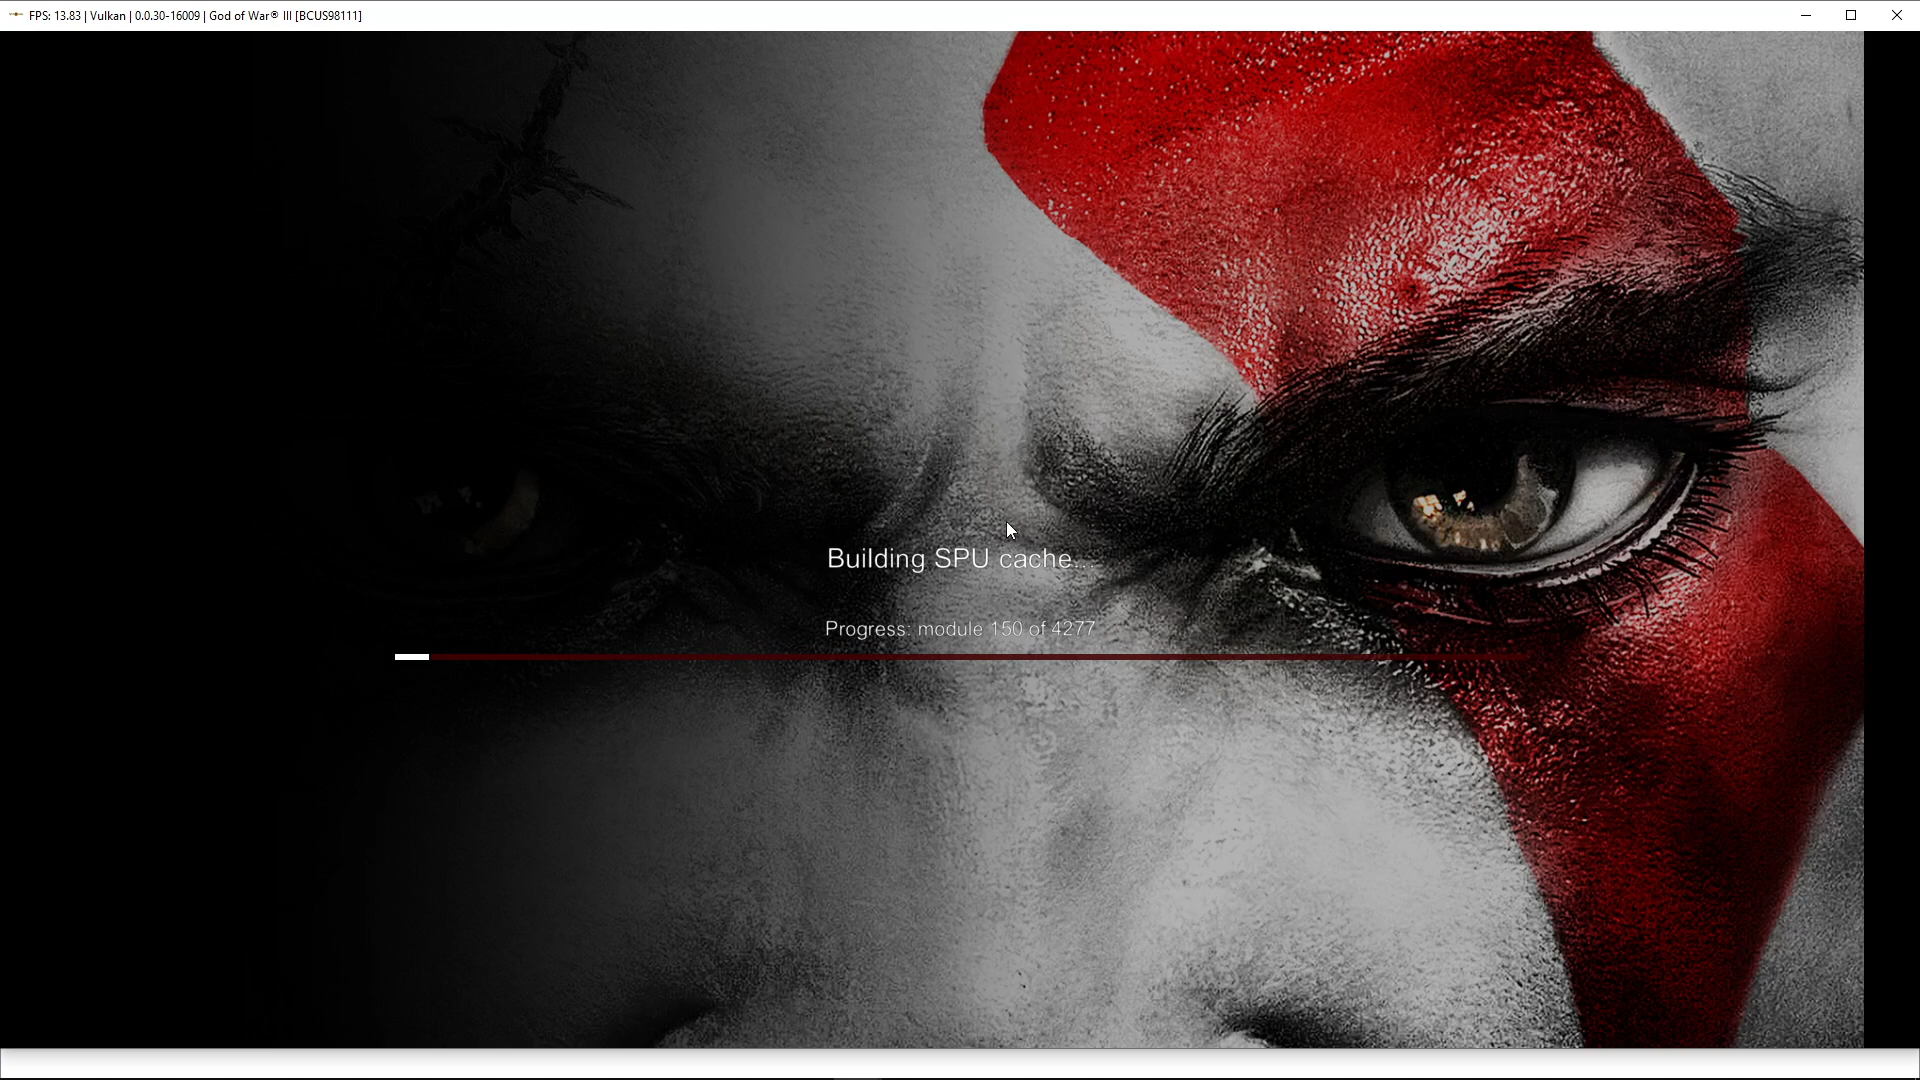 FPS: 13.83 | Vulkan | 0.0.30-16009 | God of War® III [BCUS98111]
Building SPU cache...
Progress: module 150 of 4277